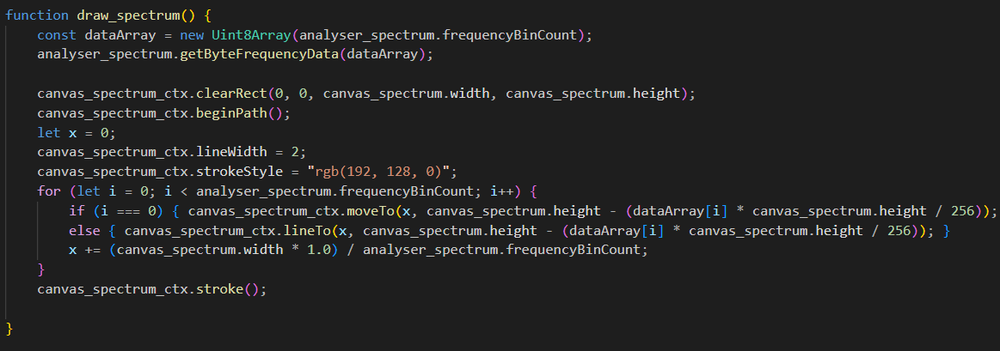 function draw_spectrum() {
    const dataArray = new Uint8Array(analyser_spectrum.frequencyBinCount);
    analyser_spectrum.getByteFrequencyData(dataArray);

    canvas_spectrum_ctx.clearRect(0, 0, canvas_spectrum.width, canvas_spectrum.height);
    canvas_spectrum_ctx.beginPath();
    let x = 0;
    canvas_spectrum_ctx.lineWidth = 2;
    canvas_spectrum_ctx.strokeStyle = "rgb(192, 128, 0)";
    for (let i = 0; i < analyser_spectrum.frequencyBinCount; i++) {
        if (i === 0) { canvas_spectrum_ctx.moveTo(x, canvas_spectrum.height - (dataArray[i] * canvas_spectrum.height / 256));
        else { canvas_spectrum_ctx.lineTo(x, canvas_spectrum.height - (dataArray[i] * canvas_spectrum.height / 256)); }
        x += (canvas_spectrum.width * 1.0) / analyser_spectrum.frequencyBinCount;
    }
    canvas_spectrum_ctx.stroke();

}